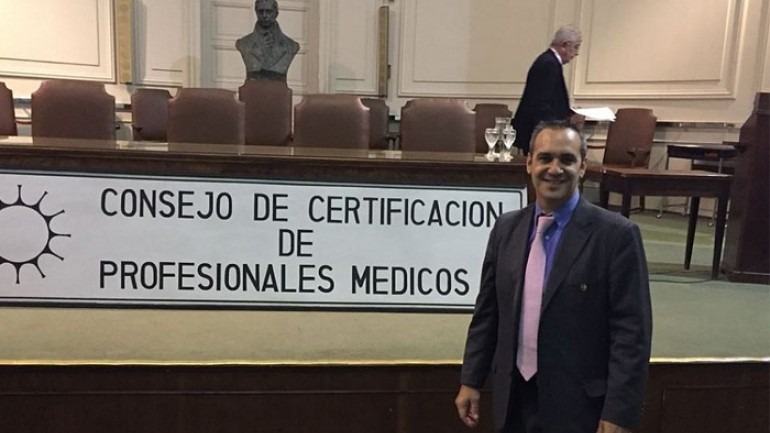 CONSEJO DE CERTIFICACION
DE
PROFESIONALES MEDICOS